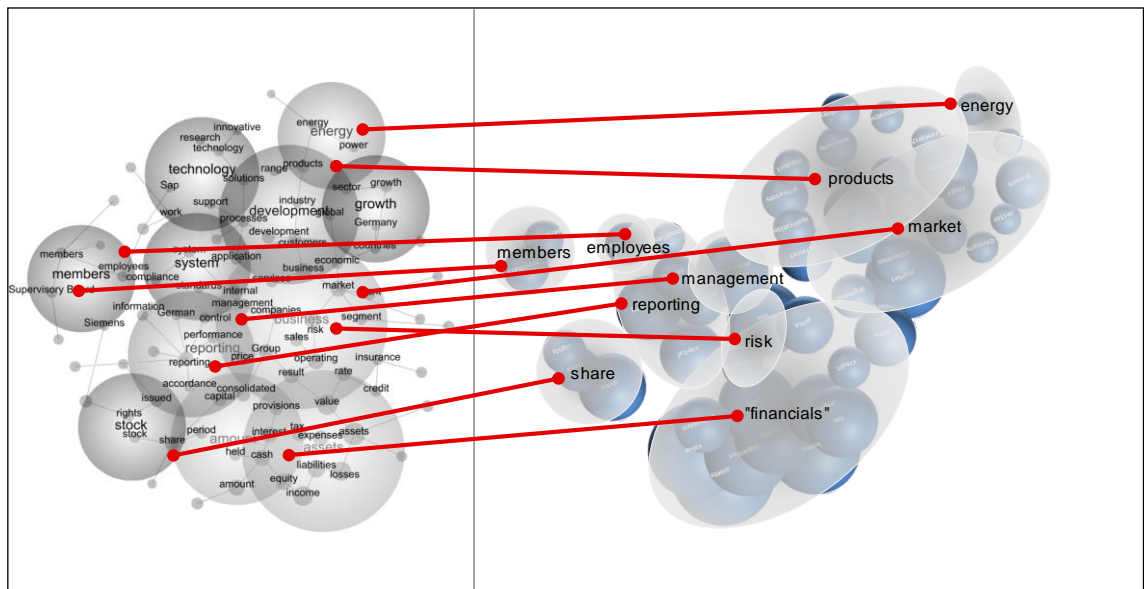 energy
energy
power
innovative
research
technology
technology
range
products
solutions
Sap
sector
growth
growth
support
industry
development
global
work
processes
Germany
development
customers
countries
members
system
system
application
economic
employees
members
compliance
services
business
Supervisory Board
standards
internal
market
information
management
German
companies
control
business
segment
Siemens
risk
performance
sales
reporting
Group
price
reporting
operating
insurance
result
rate
accordance
consolidated
credit
issued
capital
provisions
value
rights
stock
stock
period
interest
tax
expenses
assets
share
amount
assets
held
cash
liabilities
losses
equity
amount
income
energy
products
market
members
employees
management
reporting
risk
share
"financials"